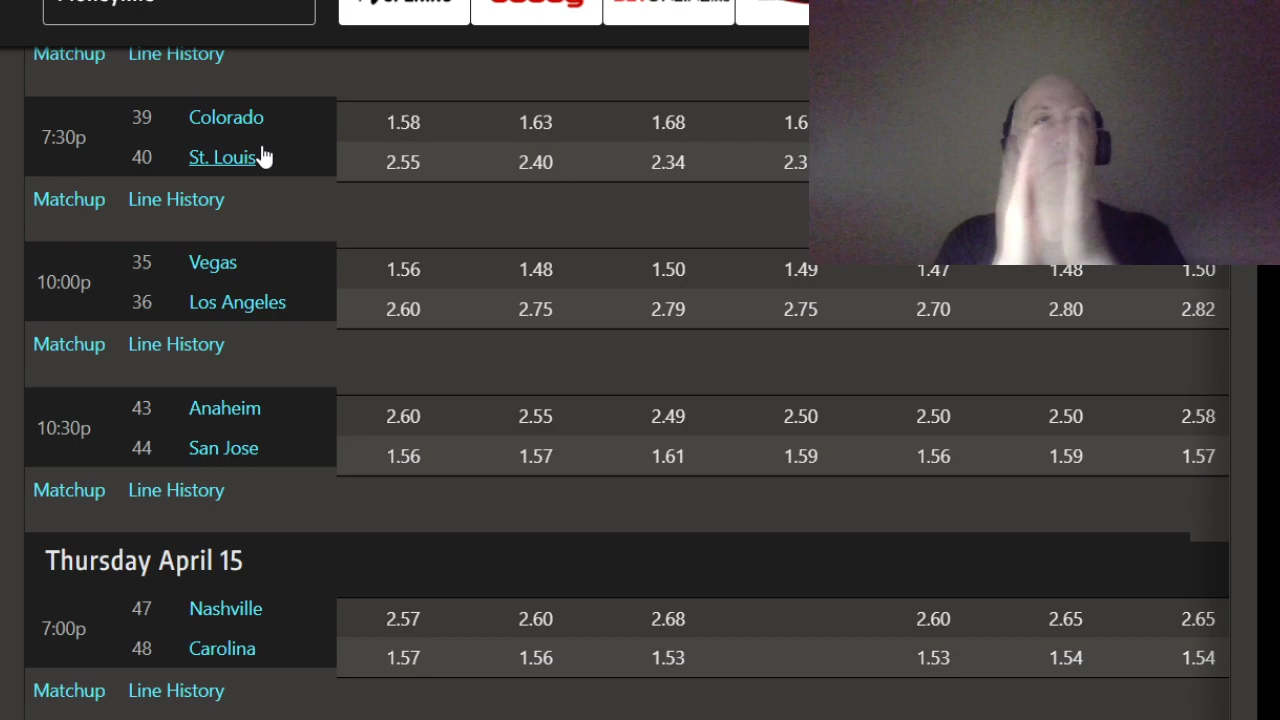 Matchup Line History
7:30p
39 Colorado 1.58 1.63 1.68 1.6
40 St. Louis 2.55 2.40 2.34 2.3
Matchup Line History
10:00p
35 Vegas 1.56 1.48 1.50 1.49 1.47 1.48 1.50
36 Los Angeles 2.60 2.75 2.79 2.75 2.70 2.80 2.82
Matchup Line History
10:30p
43 Anaheim 2.60 2.55 2.49 2.50 2.50 2.50 2.58
44 San Jose 1.56 1.57 1.61 1.59 1.56 1.59 1.57
Matchup Line History
Thursday April 15
7:00p
47 Nashville 2.57 2.60 2.68 2.60 2.65 2.65
48 Carolina 1.57 1.56 1.53 1.53 1.54 1.54
Matchup Line History